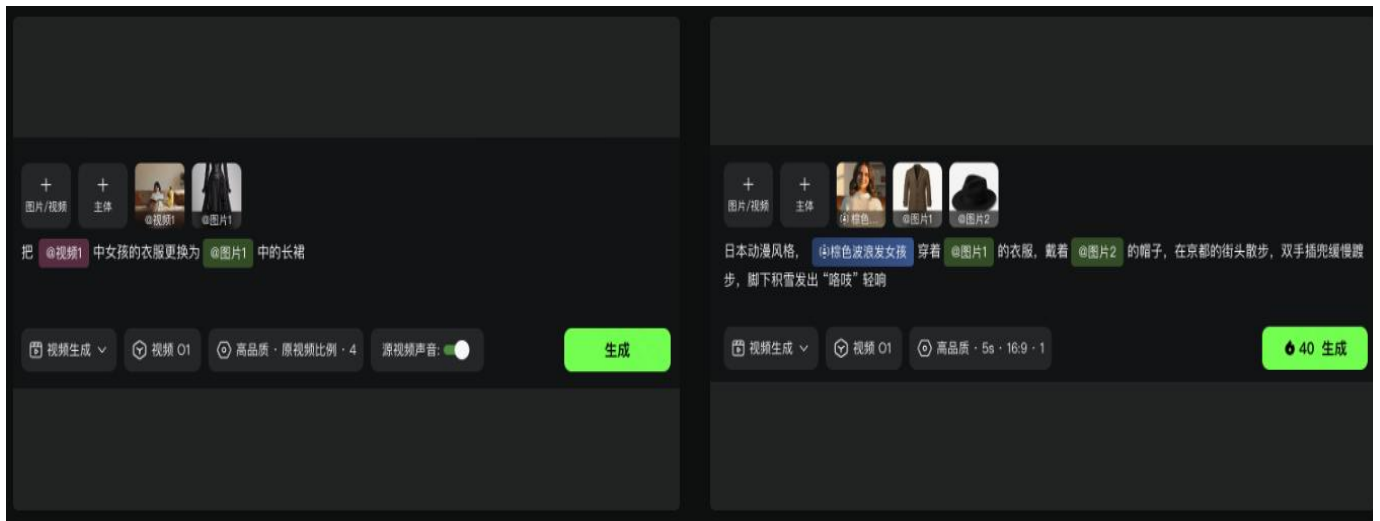 + 图片/视频
+ 主体
@视频1
@图片1
把 @视频1 中女孩的衣服更换为 @图片1 中的长裙
视频生成
视频 O1
高品质 · 原视频比例 · 4
源视频声音:
生成
+ 图片/视频
+ 主体
棕色...
@图片1
@图片2
日本动漫风格, 棕色波浪发女孩 穿着 @图片1 的衣服, 戴着 @图片2 的帽子, 在京都的街头散步, 双手插兜缓慢踱
步, 脚下积雪发出“咯吱”轻响
视频生成
视频 O1
高品质 · 5s · 16:9 · 1
40 生成